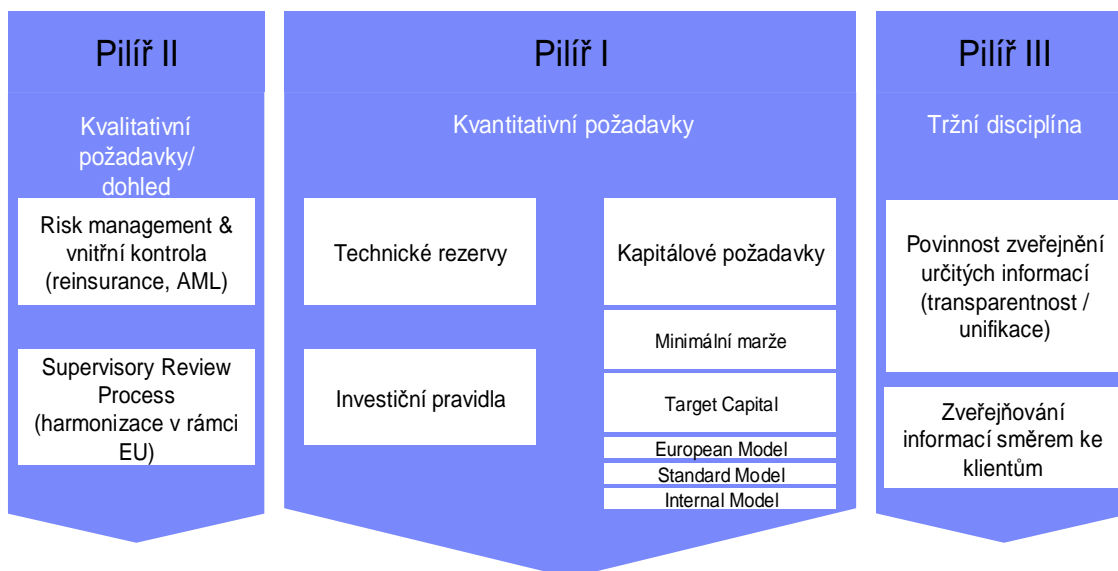 Pilíř II
Kvalitativní
požadavky/
dohled
Risk management &
vnitřní kontrola
(reinsurance, AML)
Supervisory Review
Process
(harmonizace v rámci
EU)
Pilíř I
Kvantitativní požadavky
Technické rezervy
Investiční pravidla
Kapitálové požadavky
Minimální marže
Target Capital
European Model
Standard Model
Internal Model
Pilíř III
Tržní disciplína
Povinnost zveřejnění
určitých informací
(transparentnost /
unifikace)
Zveřejňování
informací směrem ke
klientům